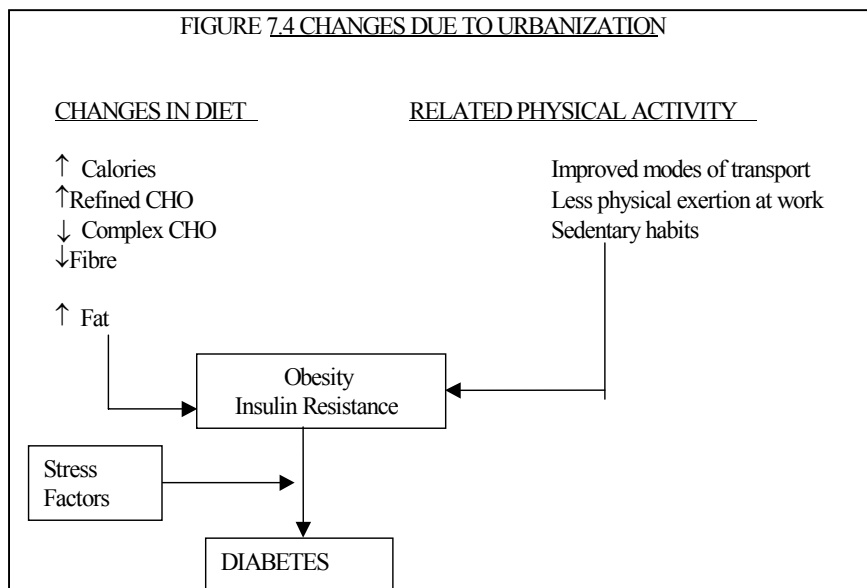 FIGURE 7.4 CHANGES DUE TO URBANIZATION
CHANGES IN DIET
↑ Calories
↑Refined CHO
↓ Complex CHO
↓Fibre
↑ Fat
RELATED PHYSICAL ACTIVITY
Improved modes of transport
Less physical exertion at work
Sedentary habits
Obesity
Insulin Resistance
Stress
Factors
DIABETES